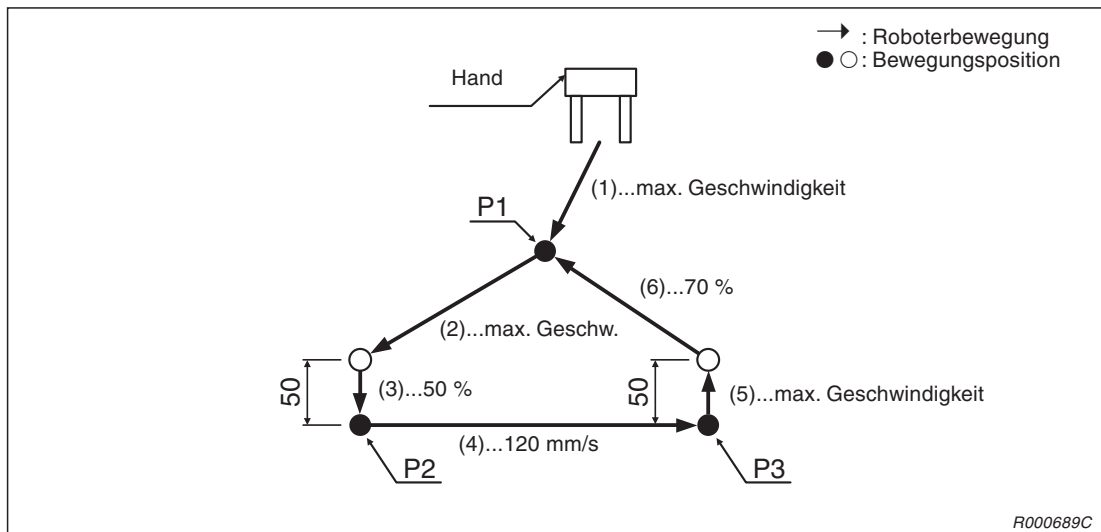 : Roboterbewegung
: Bewegungsposition
Hand
(1)...max. Geschwindigkeit
P1
(6)...70 %
(2)...max. Geschw.
50
(3)...50 %
50
(5)...max. Geschwindigkeit
(4)...120 mm/s
P2
P3
R000689C